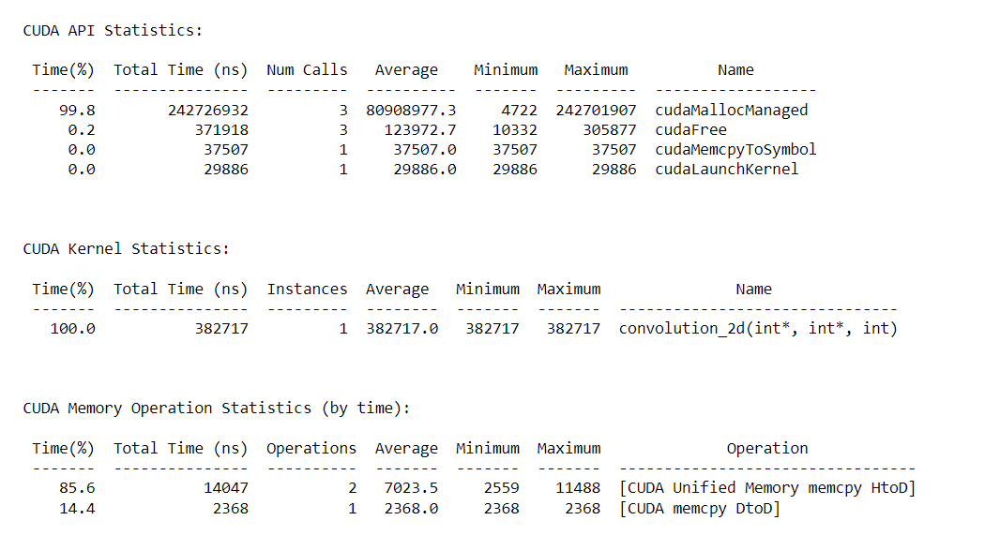 CUDA API Statistics:
Time(%)  Total Time (ns)  Num Calls   Average    Minimum   Maximum          Name
-------  ---------------  ---------  ----------  -------  ---------  ------------------
   99.8        242726932          3  80908977.3     4722  242701907  cudaMallocManaged
    0.2           371918          3    123972.7    10332     305877  cudaFree
    0.0            37507          1     37507.0    37507      37507  cudaMemcpyToSymbol
    0.0            29886          1     29886.0    29886      29886  cudaLaunchKernel
CUDA Kernel Statistics:
Time(%)  Total Time (ns)  Instances  Average   Minimum  Maximum               Name
-------  ---------------  ---------  --------  -------  -------  -------------------------------
  100.0           382717          1  382717.0   382717   382717  convolution_2d(int*, int*, int)
CUDA Memory Operation Statistics (by time):
Time(%)  Total Time (ns)  Operations  Average  Minimum  Maximum              Operation
-------  ---------------  ----------  -------  -------  -------  ---------------------------------
   85.6            14047           2   7023.5     2559    11488  [CUDA Unified Memory memcpy HtoD]
   14.4             2368           1   2368.0     2368     2368  [CUDA memcpy DtoD]